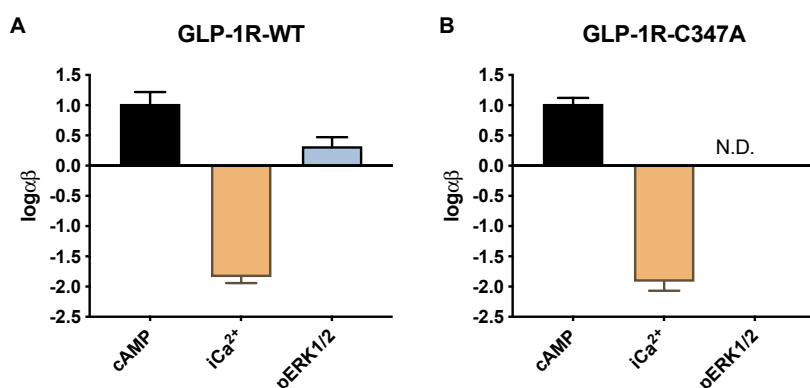 A
GLP-1R-WT
1.5
1.0
0.5
0.0
-0.5
-1.0
-1.5
-2.0
-2.5
logαβ
cAMP
iCa²⁺
pERK1/2
B
GLP-1R-C347A
1.5
1.0
0.5
0.0
-0.5
-1.0
-1.5
-2.0
-2.5
logαβ
N.D.
cAMP
iCa²⁺
pERK1/2